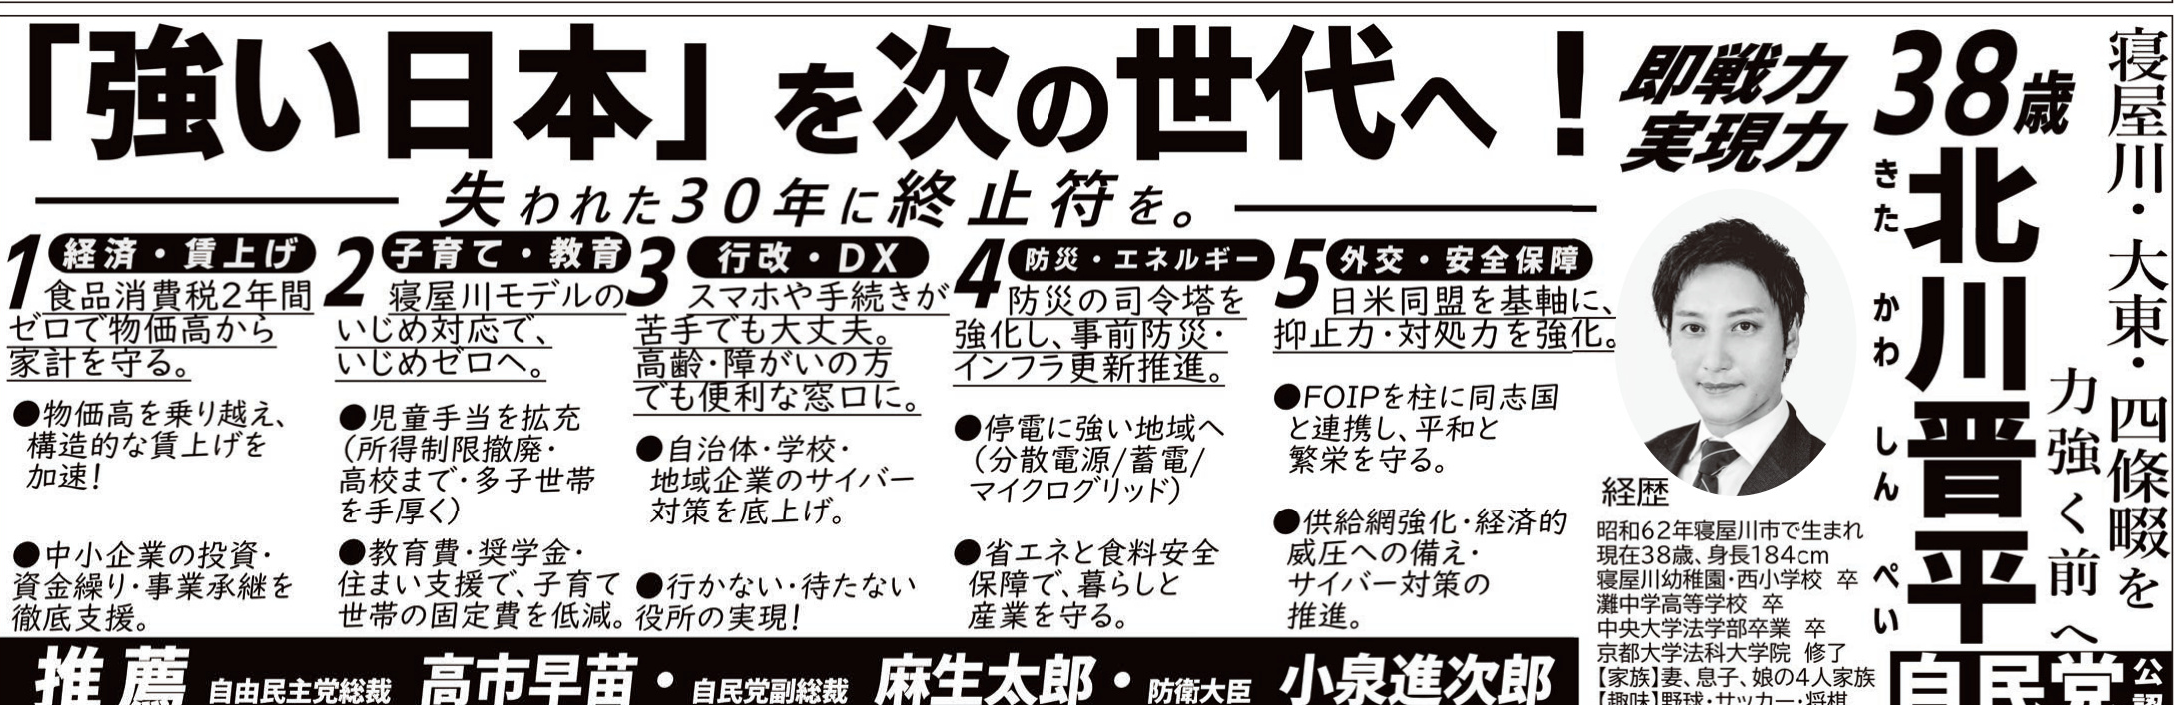 「強い日本」を次の世代へ！
失われた30年に終止符を。
1 経済・賃上げ
食品消費税2年間
ゼロで物価高から
家計を守る。
●物価高を乗り越え、
構造的な賃上げを
加速！
●中小企業の投資・
資金繰り・事業承継を
徹底支援。
2 子育て・教育
寝屋川モデルの
いじめ対応で、
いじめゼロへ。
●児童手当を拡充
（所得制限撤廃・
高校まで・多子世帯
を手厚く）
●教育費・奨学金・
住まい支援で、子育て
世帯の固定費を低減。
3 行改・DX
スマホや手続きが
苦手でも大丈夫。
高齢・障がいの方
でも便利な窓口に。
●自治体・学校・
地域企業のサイバー
対策を底上げ。
●行かない・待たない
役所の実現！
4 防災・エネルギー
防災の司令塔を
強化し、事前防災・
インフラ更新推進。
●停電に強い地域へ
（分散電源/蓄電/
マイクログリッド）
●省エネと食料安全
保障で、暮らしと
産業を守る。
5 外交・安全保障
日米同盟を基軸に、
抑止力・対処力を強化。
●FOIPを柱に同志国
と連携し、平和と
繁栄を守る。
●供給網強化・経済的
威圧への備え・
サイバー対策の
推進。
推薦 自由民主党総裁 高市早苗・自民党副総裁 麻生太郎・防衛大臣 小泉進次郎
即戦力
実現力
寝屋川・大東・四條畷を
力強く前へ
38歳
北川晋平
きた かわ しん ぺい
自民党 公認
経歴
昭和62年寝屋川市で生まれ
現在38歳、身長184cm
寝屋川幼稚園・西小学校 卒
灘中学高等学校 卒
中央大学法学部卒業 卒
京都大学法科大学院 修了
【家族】妻、息子、娘の4人家族
【趣味】野球・サッカー・将棋